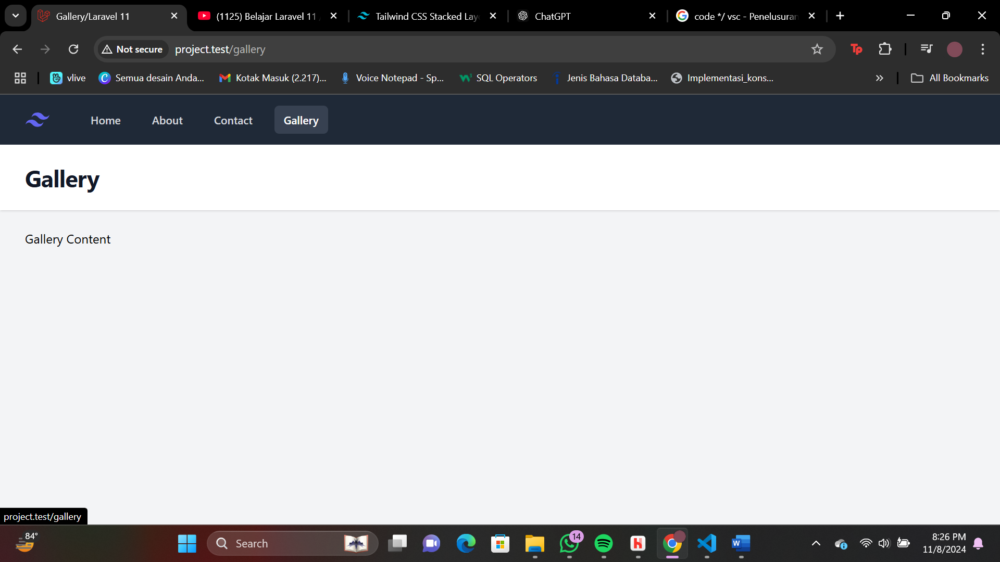 Gallery/Laravel 11
(1125) Belajar Laravel 11
Tailwind CSS Stacked Lay
ChatGPT
code */ vsc - Penelusuran
Not secure
project.test/gallery
vlive
Semua desain Anda...
Kotak Masuk (2.217)...
Voice Notepad - Sp...
SQL Operators
Jenis Bahasa Databa...
Implementasi_kons...
All Bookmarks
Home
About
Contact
Gallery
Gallery
Gallery Content
project.test/gallery
84°
Search
14
8:26 PM
11/8/2024